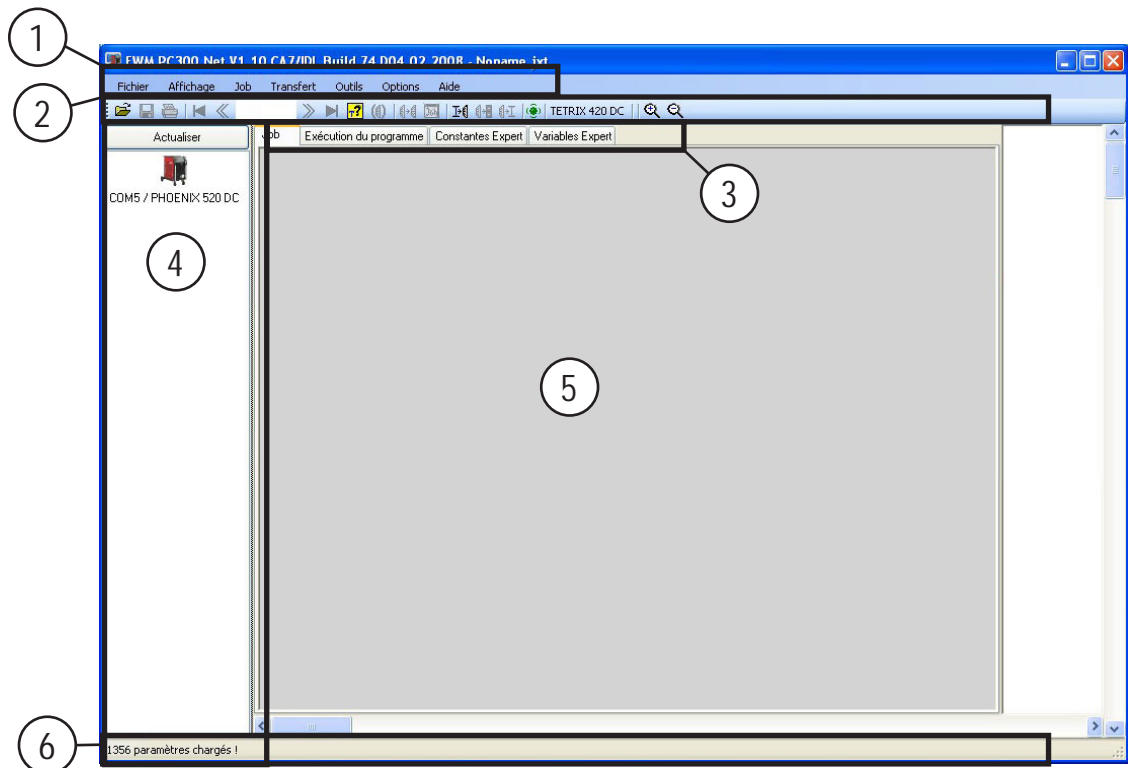 1
EWM PC300 Net V1.10 CA7/JDL Build 74 D04.02.2008 - Noname.jxt
Fichier Affichage Job Transfert Outils Options Aide
2
TETRIX 420 DC
Actualiser
Job Exécution du programme Constantes Expert Variables Expert
3
COM5 / PHOENIX 520 DC
4
5
6
1356 paramètres chargés !